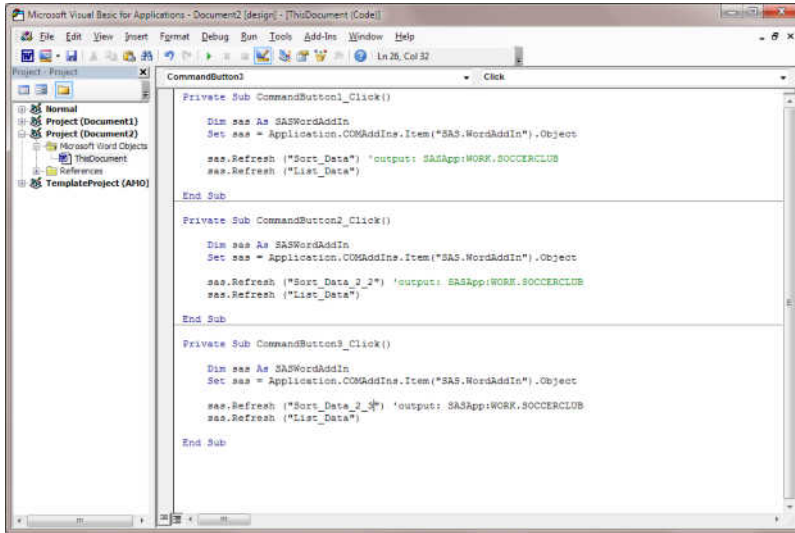 Microsoft Visual Basic for Applications - Document2 [design] - [ThisDocument (Code)]
File Edit View Insert Format Debug Run Tools Add-Ins Window Help
Ln 26, Col 32
Project - Project
CommandButton3 Click
Normal
Project (Document1)
Project (Document2)
Microsoft Word Objects
ThisDocument
References
TemplateProject (AMO)
Private Sub CommandButton1_Click()
Dim sas As SASWordAddIn
Set sas = Application.COMAddIns.Item("SAS.WordAddIn").Object
sas.Refresh ("Sort_Data") 'output: SASApp:WORK.SOCCERCLUB
sas.Refresh ("List_Data")
End Sub
Private Sub CommandButton2_Click()
Dim sas As SASWordAddIn
Set sas = Application.COMAddIns.Item("SAS.WordAddIn").Object
sas.Refresh ("Sort_Data_2_2") 'output: SASApp:WORK.SOCCERCLUB
sas.Refresh ("List_Data")
End Sub
Private Sub CommandButton3_Click()
Dim sas As SASWordAddIn
Set sas = Application.COMAddIns.Item("SAS.WordAddIn").Object
sas.Refresh ("Sort_Data_2_3") 'output: SASApp:WORK.SOCCERCLUB
sas.Refresh ("List_Data")
End Sub